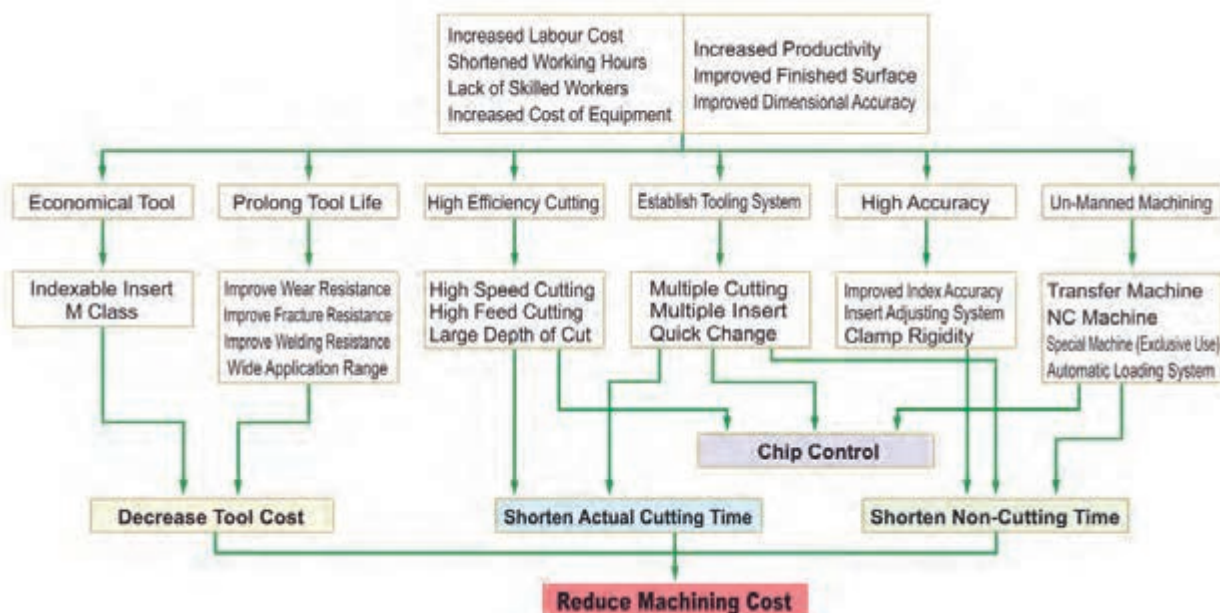 Increased Labour Cost
Shortened Working Hours
Lack of Skilled Workers
Increased Cost of Equipment
Increased Productivity
Improved Finished Surface
Improved Dimensional Accuracy
Economical Tool
Prolong Tool Life
High Efficiency Cutting
Establish Tooling System
High Accuracy
Un-Manned Machining
Indexable Insert
M Class
Improve Wear Resistance
Improve Fracture Resistance
Improve Welding Resistance
Wide Application Range
High Speed Cutting
High Feed Cutting
Large Depth of Cut
Multiple Cutting
Multiple Insert
Quick Change
Improved Index Accuracy
Insert Adjusting System
Clamp Rigidity
Transfer Machine
NC Machine
Special Machine (Exclusive Use)
Automatic Loading System
Chip Control
Decrease Tool Cost
Shorten Actual Cutting Time
Shorten Non-Cutting Time
Reduce Machining Cost